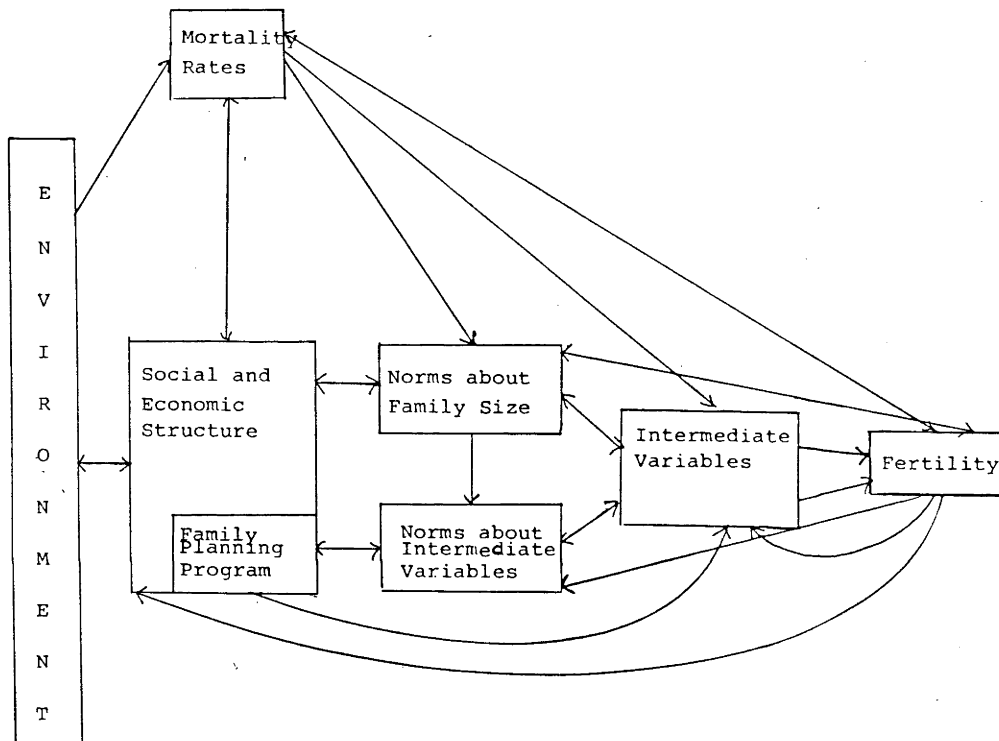 Mortality
Rates
E
N
V
I
R
O
N
M
E
N
T
Social and
Economic
Structure
Family
Planning
Program
Norms about
Family Size
Norms about
Intermediate
Variables
Intermediate
Variables
Fertility